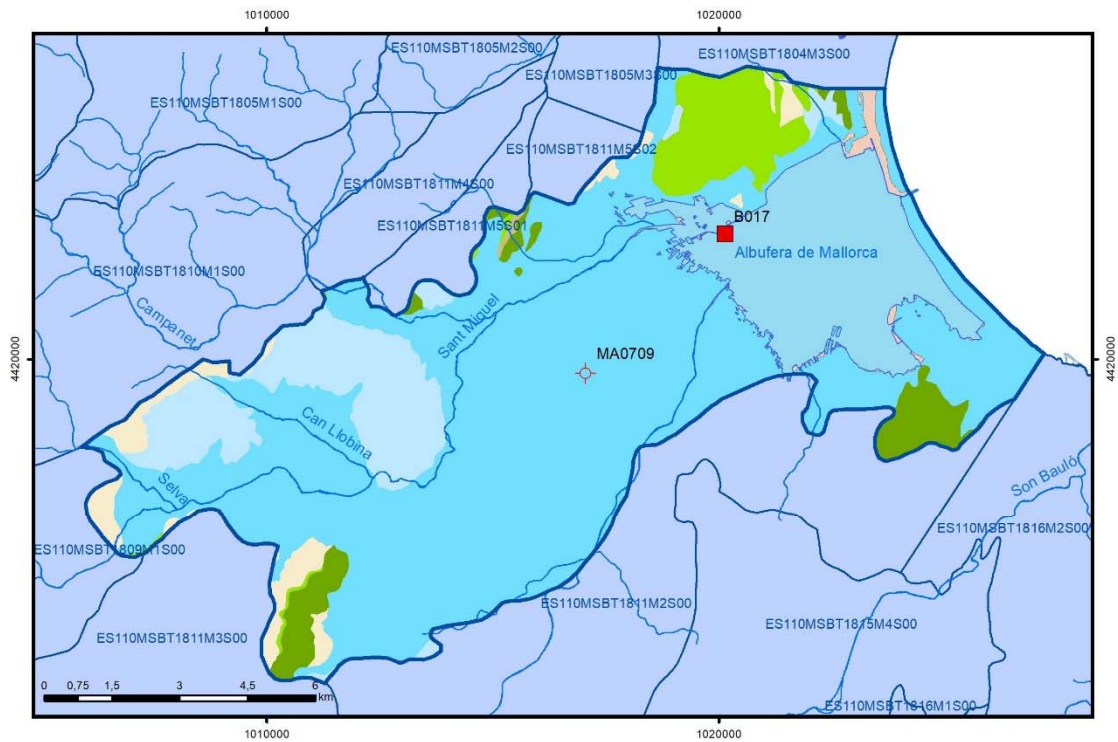 1010000
1020000
ES110MSBT1805M2S00
ES110MSBT1804M3S00
ES110MSBT1805M3S00
ES110MSBT1805M1S00
ES110MSBT1811M5S02
ES110MSBT1811M4S00
ES110MSBT1811M5S01
B017
Albufera de Mallorca
ES110MSBT1810M1S00
Campanet
Sant Miquel
4420000
4420000
MA0709
Can Llobina
Selva
Son Bauló
ES110MSBT1816M2S00
ES110MSBT1809M1S00
ES110MSBT1811M2S00
ES110MSBT1815M4S00
ES110MSBT1811M3S00
0 0,75 1,5 3 4,5 6
km
ES110MSBT1816M1S00
1010000
1020000